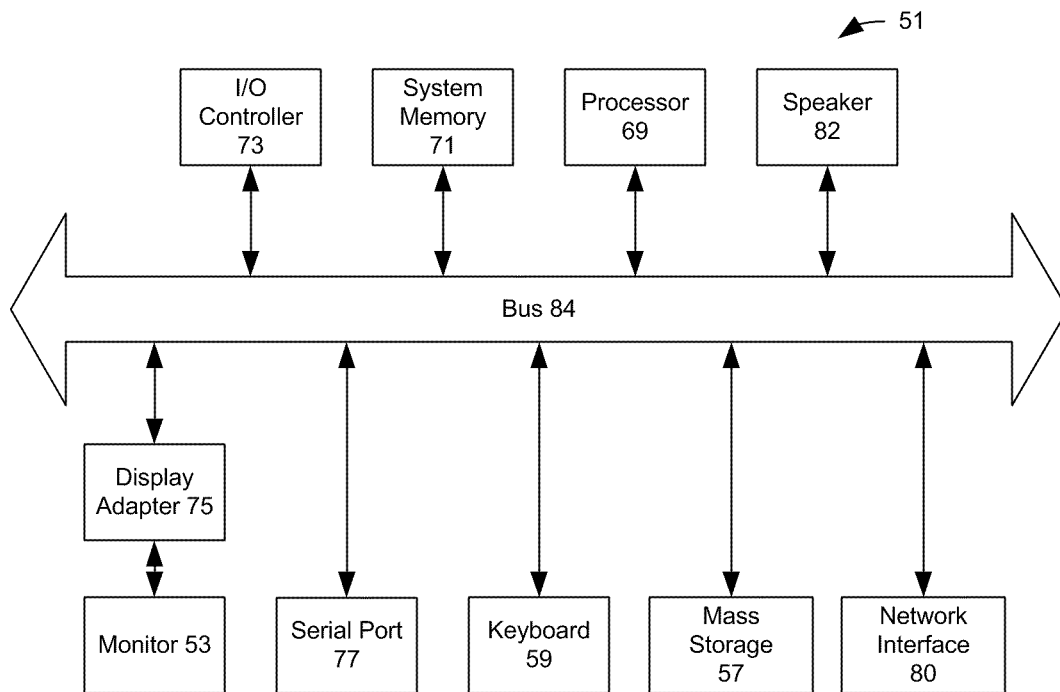 51
I/O
Controller
73
System
Memory
71
Processor
69
Speaker
82
Bus 84
Display
Adapter 75
Monitor 53
Serial Port
77
Keyboard
59
Mass
Storage
57
Network
Interface
80